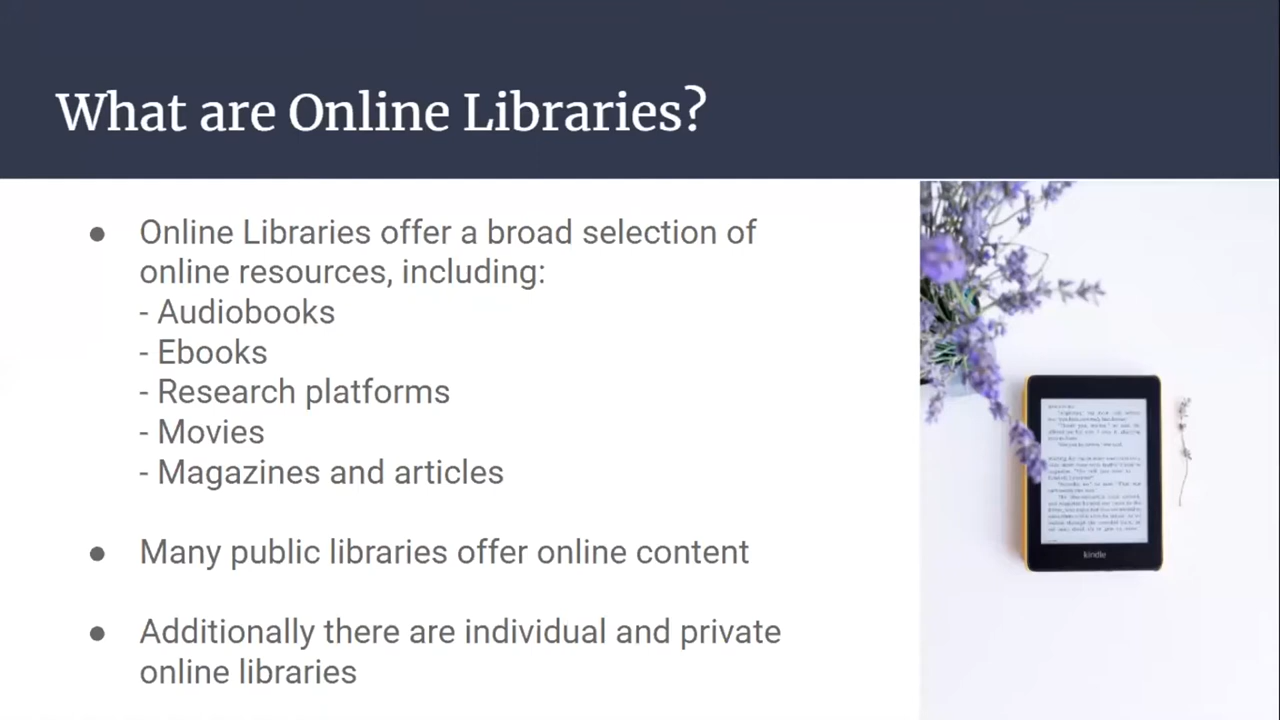 What are Online Libraries?
● Online Libraries offer a broad selection of
online resources, including:
- Audiobooks
- Ebooks
- Research platforms
- Movies
- Magazines and articles
● Many public libraries offer online content
● Additionally there are individual and private
online libraries
kindle